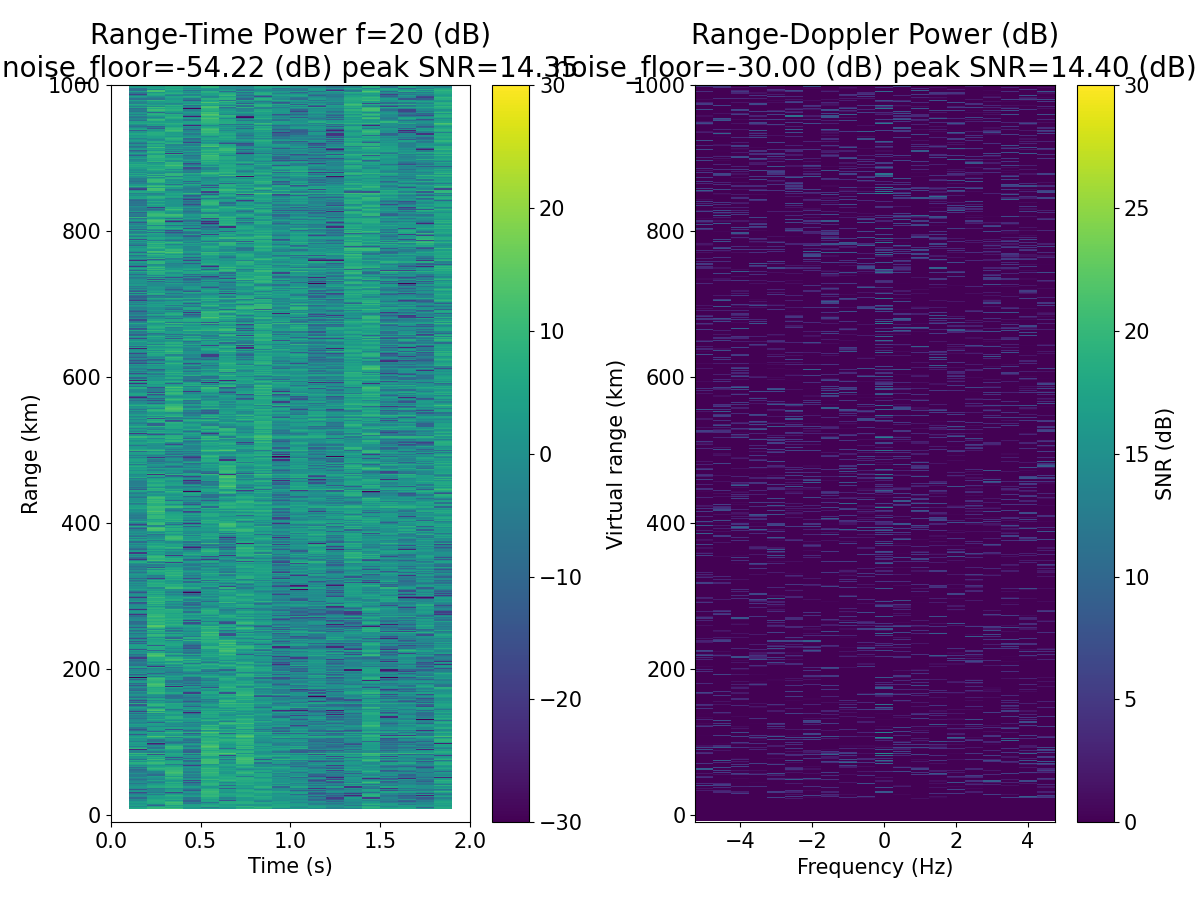 Range-Time Power f=20 (dB)
noise_floor=-54.22 (dB) peak SNR=14.35
Range-Doppler Power (dB)
noise_floor=-30.00 (dB) peak SNR=14.40 (dB)
1000
800
600
400
200
0
Range (km)
0.0 0.5 1.0 1.5 2.0
Time (s)
30
20
10
0
−10
−20
−30
1000
800
600
400
200
0
Virtual range (km)
−4 −2 0 2 4
Frequency (Hz)
30
25
20
15
10
5
0
SNR (dB)